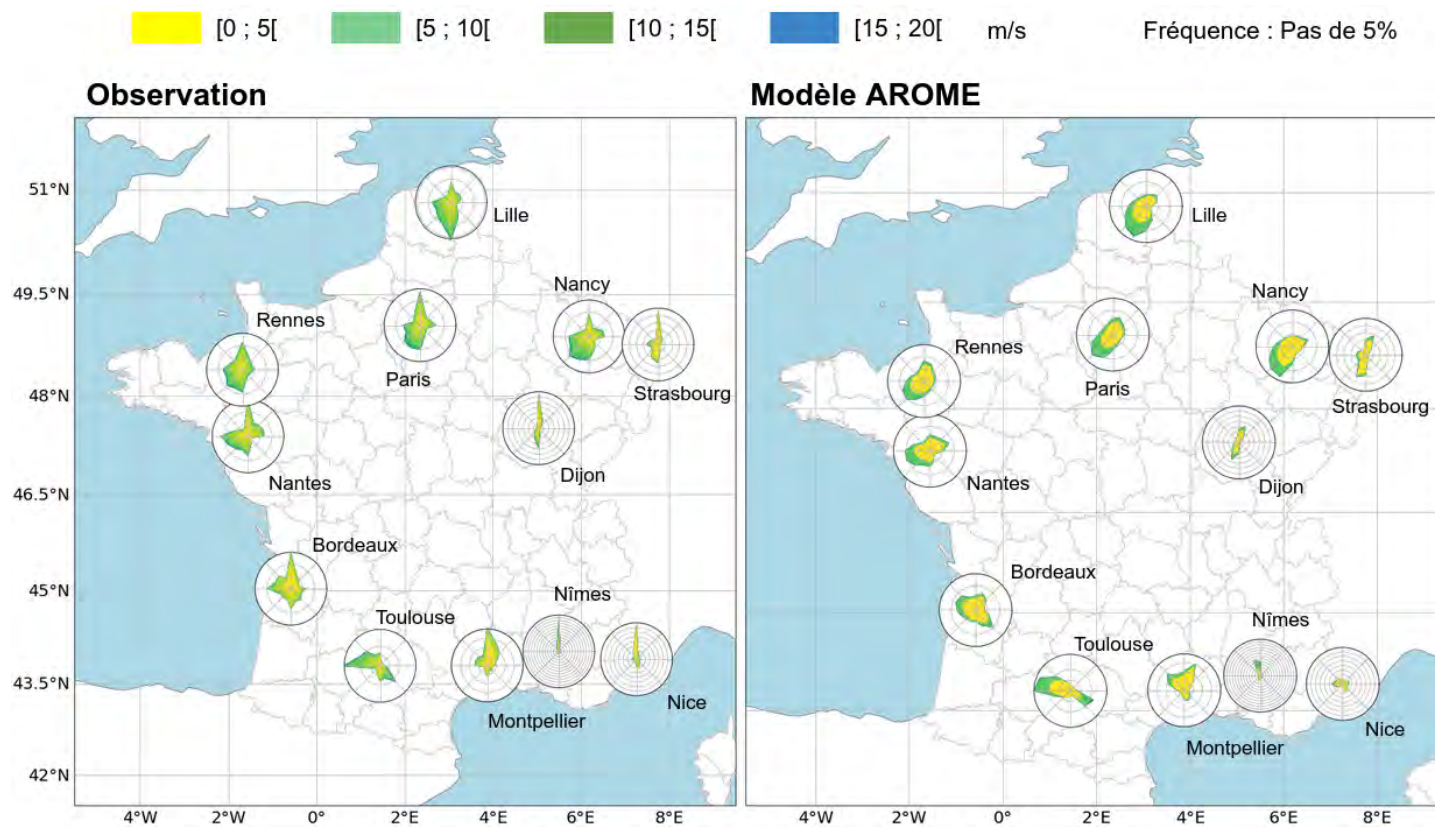 [0 ; 5[ [5 ; 10[ [10 ; 15[ [15 ; 20[ m/s Fréquence : Pas de 5%
Observation
51°N
49.5°N
48°N
46.5°N
45°N
43.5°N
42°N
Lille
Nancy
Rennes
Paris
Strasbourg
Nantes
Dijon
Bordeaux
Nîmes
Toulouse
Nice
Montpellier
4°W 2°W 0° 2°E 4°E 6°E 8°E
Modèle AROME
Lille
Nancy
Rennes
Paris
Strasbourg
Nantes
Dijon
Bordeaux
Nîmes
Toulouse
Nice
Montpellier
4°W 2°W 0° 2°E 4°E 6°E 8°E